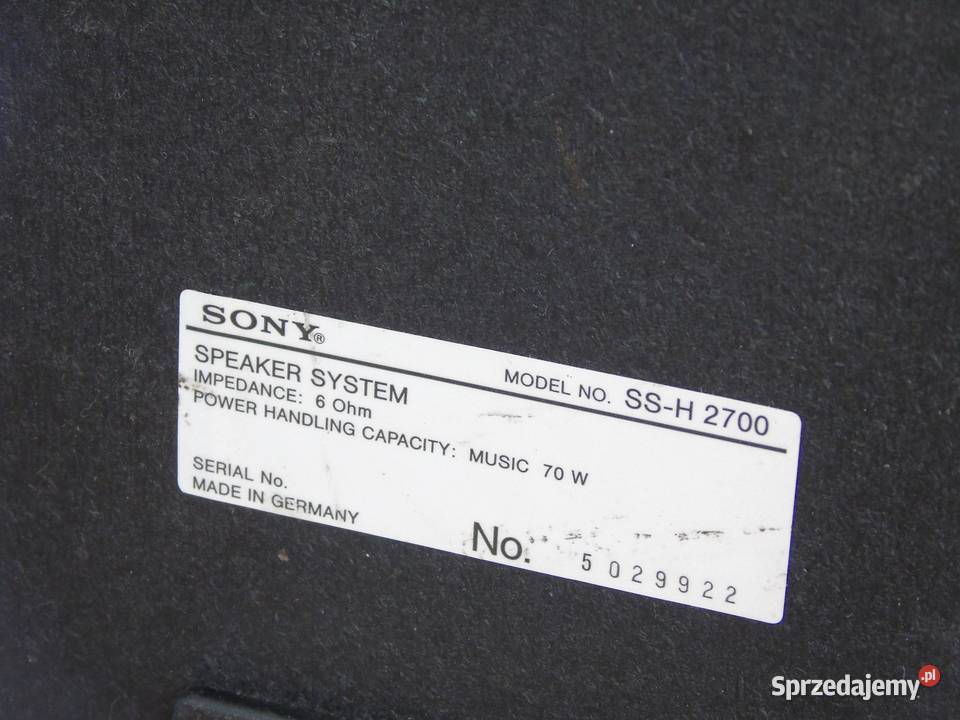 SONY®
MODEL NO. SS-H 2700
SPEAKER SYSTEM
IMPEDANCE: 6 Ohm
POWER HANDLING CAPACITY: MUSIC 70 W
SERIAL No.
MADE IN GERMANY
No. 5029922
Sprzedajemy.pl